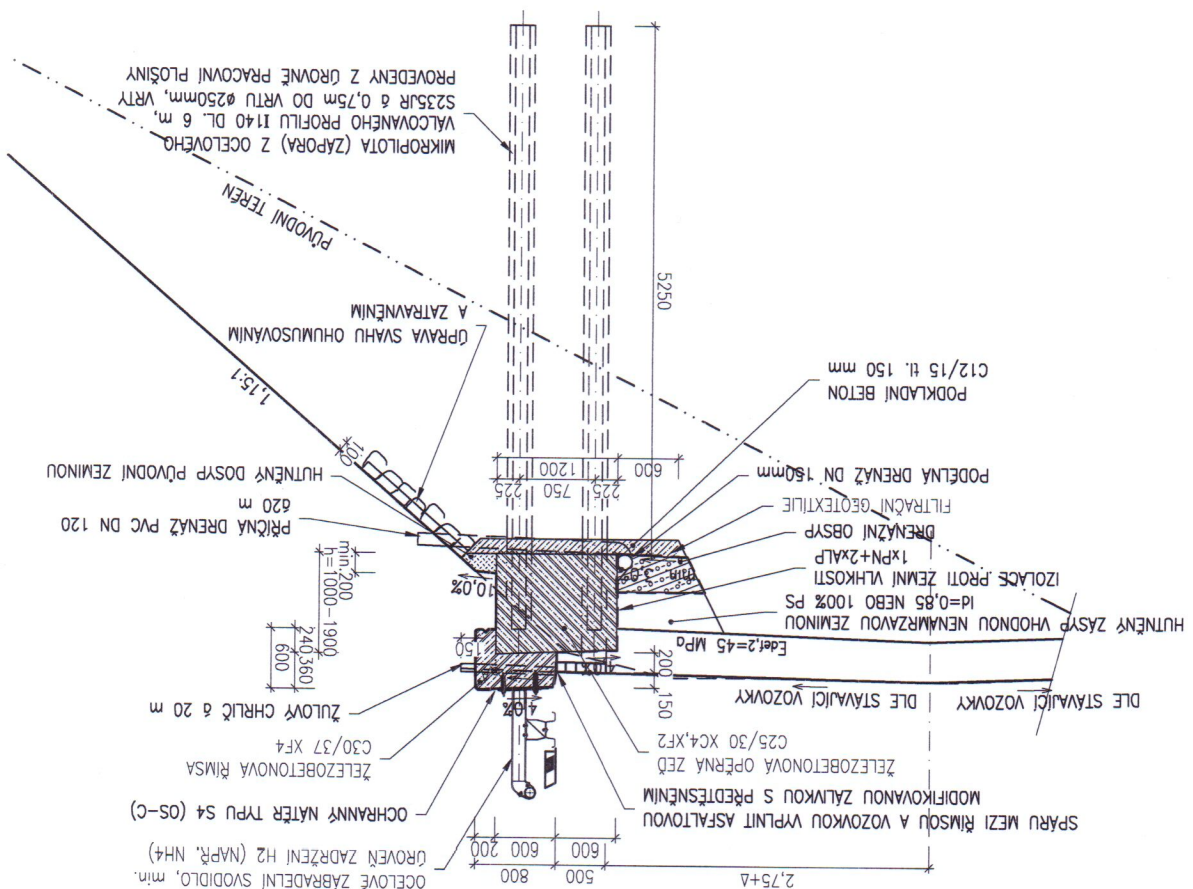 OCELOVÉ ZÁBRADELNÍ SVODIDLO, min.
ÚROVEŇ ZADRŽENÍ H2 (NAPŘ. NH4)
2,75+Δ
500
800
600
600
200
OCHRANNÝ NÁTĚR TYPU S4 (OS-C)
SPÁRU MEZI ŘÍMSOU A VOZOVKOU VYPLNIT ASFALTOVOU
MODIFIKOVANOU ZÁLIVKOU S PŘEDTĚSNĚNÍM
ŽELEZOBETONOVÁ OPĚRNÁ ZEĎ
C25/30 XC4,XF2
ŽELEZOBETONOVÁ ŘÍMSA
C30/37 XF4
ŽULOVÝ CHRLIČ á 20 m
DLE STÁVAJÍCÍ VOZOVKY
DLE STÁVAJÍCÍ VOZOVKY
4,0%
150
200
600
240
360
50
Edef,2=45 MPa
HUTNĚNÝ ZÁSYP NENAMRZAVOU VHODNOU ZEMINOU
Id=0,85 NEBO 100% PS
IZOLACE PROTI ZEMNÍ VLHKOSTI
1xPN+2xALP
DRENÁŽNÍ OBSYP
FILTRAČNÍ GEOTEXTILIE
PODÉLNÁ DRENÁŽ DN 150mm
10,0%
h=1000-1900
min.200
PŘÍČNÁ DRENÁŽ PVC DN 120
á20 m
HUTNĚNÝ DOSYP PŮVODNÍ ZEMINOU
600
225
750
225
1200
100
1,15:1
PODKLADNÍ BETON
C12/15 tl. 150 mm
ÚPRAVA SVAHU OHUMUSOVÁNÍM
A ZATRAVNĚNÍM
5250
PŮVODNÍ TERÉN
MIKROPILOTA (ZÁPORA) Z OCELOVÉHO
VÁLCOVANÉHO PROFILU I140 DL. 6 m,
S235JR á 0,75m DO VRTU ø250mm, VRTY
PROVEDENY Z ÚROVNĚ PRACOVNÍ PLOŠINY